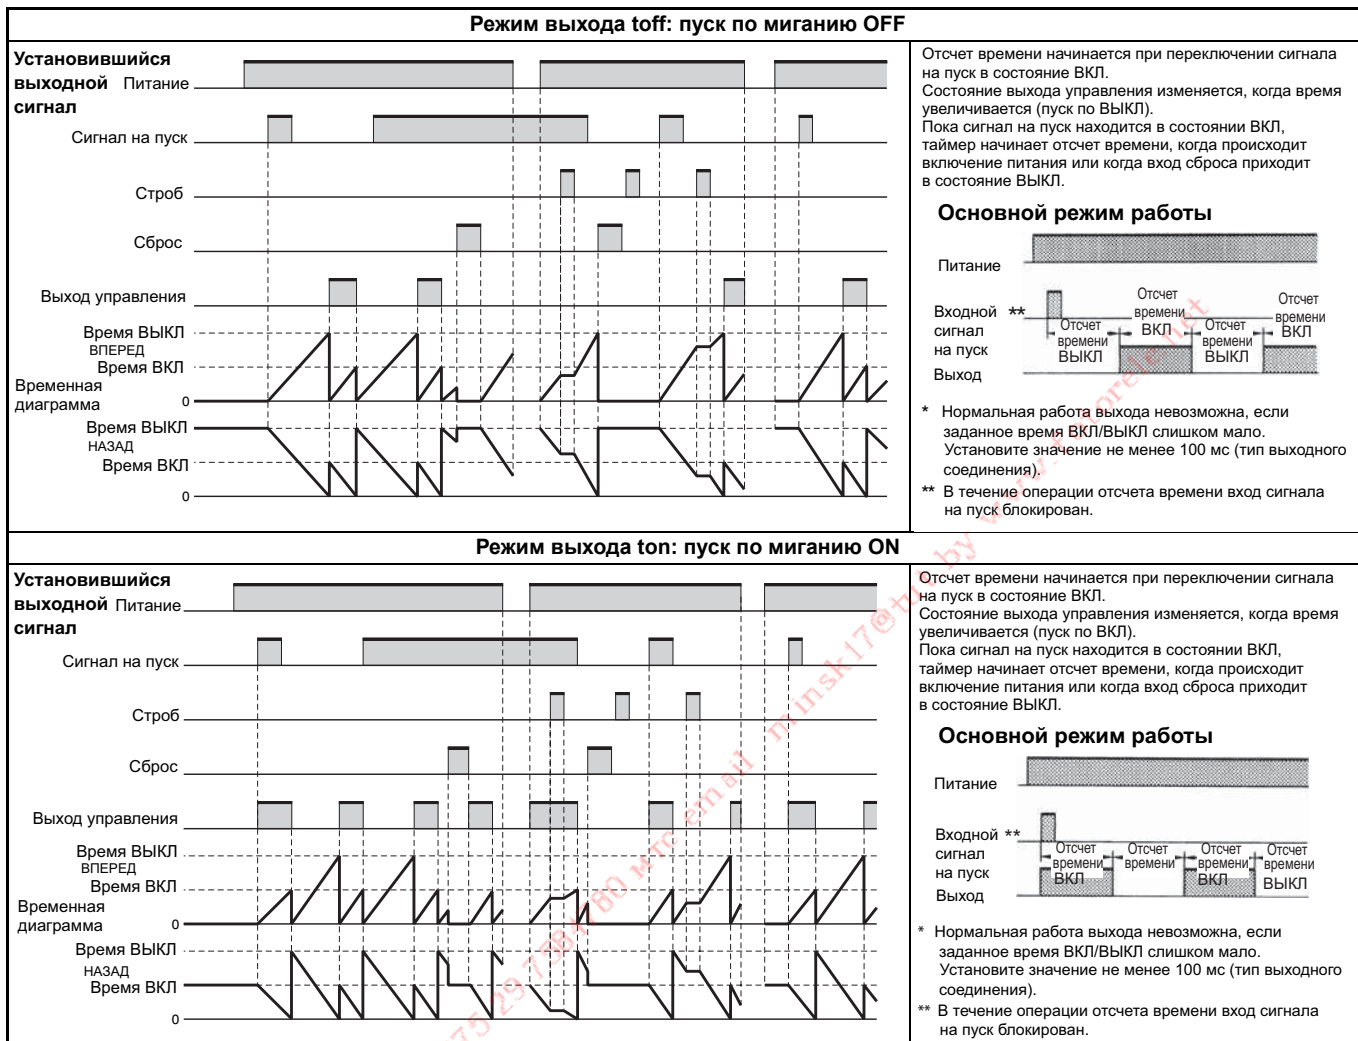 Режим выхода toff: пуск по миганию OFF
Установившийся
выходной Питание
сигнал
Сигнал на пуск
Строб
Сброс
Выход управления
Время ВЫКЛ
ВПЕРЕД
Время ВКЛ
Временная
диаграмма
0
Время ВЫКЛ
НАЗАД
Время ВКЛ
0
Отсчет времени начинается при переключении сигнала
на пуск в состояние ВКЛ.
Состояние выхода управления изменяется, когда время
увеличивается (пуск по ВЫКЛ).
Пока сигнал на пуск находится в состоянии ВКЛ,
таймер начинает отсчет времени, когда происходит
включение питания или когда вход сброса приходит
в состояние ВЫКЛ.
Основной режим работы
Питание
Входной **
сигнал
на пуск
Выход
Отсчет
времени
ВЫКЛ
Отсчет
времени
ВКЛ
Отсчет
времени
ВЫКЛ
Отсчет
времени
ВКЛ
* Нормальная работа выхода невозможна, если
заданное время ВКЛ/ВЫКЛ слишком мало.
Установите значение не менее 100 мс (тип выходного
соединения).
** В течение операции отсчета времени вход сигнала
на пуск блокирован.
Режим выхода ton: пуск по миганию ON
Установившийся
выходной Питание
сигнал
Сигнал на пуск
Строб
Сброс
Выход управления
Время ВЫКЛ
ВПЕРЕД
Время ВКЛ
Временная
диаграмма
0
Время ВЫКЛ
НАЗАД
Время ВКЛ
0
Отсчет времени начинается при переключении сигнала
на пуск в состояние ВКЛ.
Состояние выхода управления изменяется, когда время
увеличивается (пуск по ВКЛ).
Пока сигнал на пуск находится в состоянии ВКЛ,
таймер начинает отсчет времени, когда происходит
включение питания или когда вход сброса приходит
в состояние ВЫКЛ.
Основной режим работы
Питание
Входной **
сигнал
на пуск
Выход
Отсчет
времени
ВКЛ
Отсчет
времени
Отсчет
времени
ВКЛ
Отсчет
времени
ВЫКЛ
* Нормальная работа выхода невозможна, если
заданное время ВКЛ/ВЫКЛ слишком мало.
Установите значение не менее 100 мс (тип выходного
соединения).
** В течение операции отсчета времени вход сигнала
на пуск блокирован.
75 29 7584780 мтс email minsk17@tut.by www.